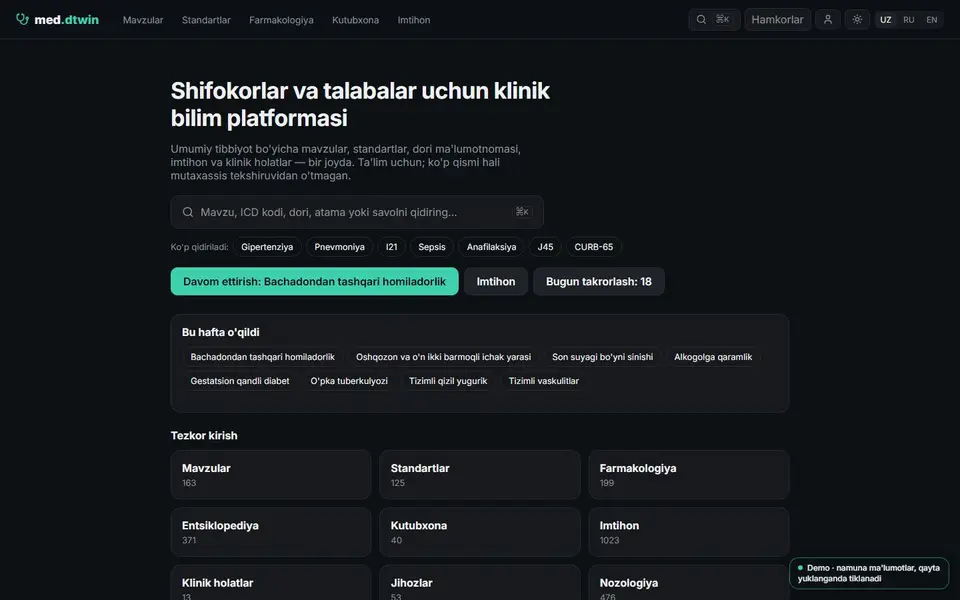 med.dtwin Mavzular Standartlar Farmakologiya Kutubxona Imtihon ⌘K Hamkorlar UZ RU EN
Shifokorlar va talabalar uchun klinik
bilim platformasi
Umumiy tibbiyot bo'yicha mavzular, standartlar, dori ma'lumotnomasi,
imtihon va klinik holatlar — bir joyda. Ta'lim uchun; ko'p qismi hali
mutaxassis tekshiruvidan o'tmagan.
Mavzu, ICD kodi, dori, atama yoki savolni qidiring... ⌘K
Ko'p qidiriladi: Gipertenziya Pnevmoniya I21 Sepsis Anafilaksiya J45 CURB-65
Davom ettirish: Bachadondan tashqari homiladorlik Imtihon Bugun takrorlash: 18
Bu hafta o'qildi
Bachadondan tashqari homiladorlik Oshqozon va o'n ikki barmoqli ichak yarasi Son suyagi bo'yni sinishi Alkogolga qaramlik
Gestatsion qandli diabet O'pka tuberkulyozi Tizimli qizil yugurik Tizimli vaskulitlar
Tezkor kirish
Mavzular Standartlar Farmakologiya
163 125 199
Entsiklopediya Kutubxona Imtihon
371 40 1023
Klinik holatlar Jihozlar Nozologiya
13 53 476
Demo · namuna ma'lumotlar, qayta
yuklanganda tiklanadi